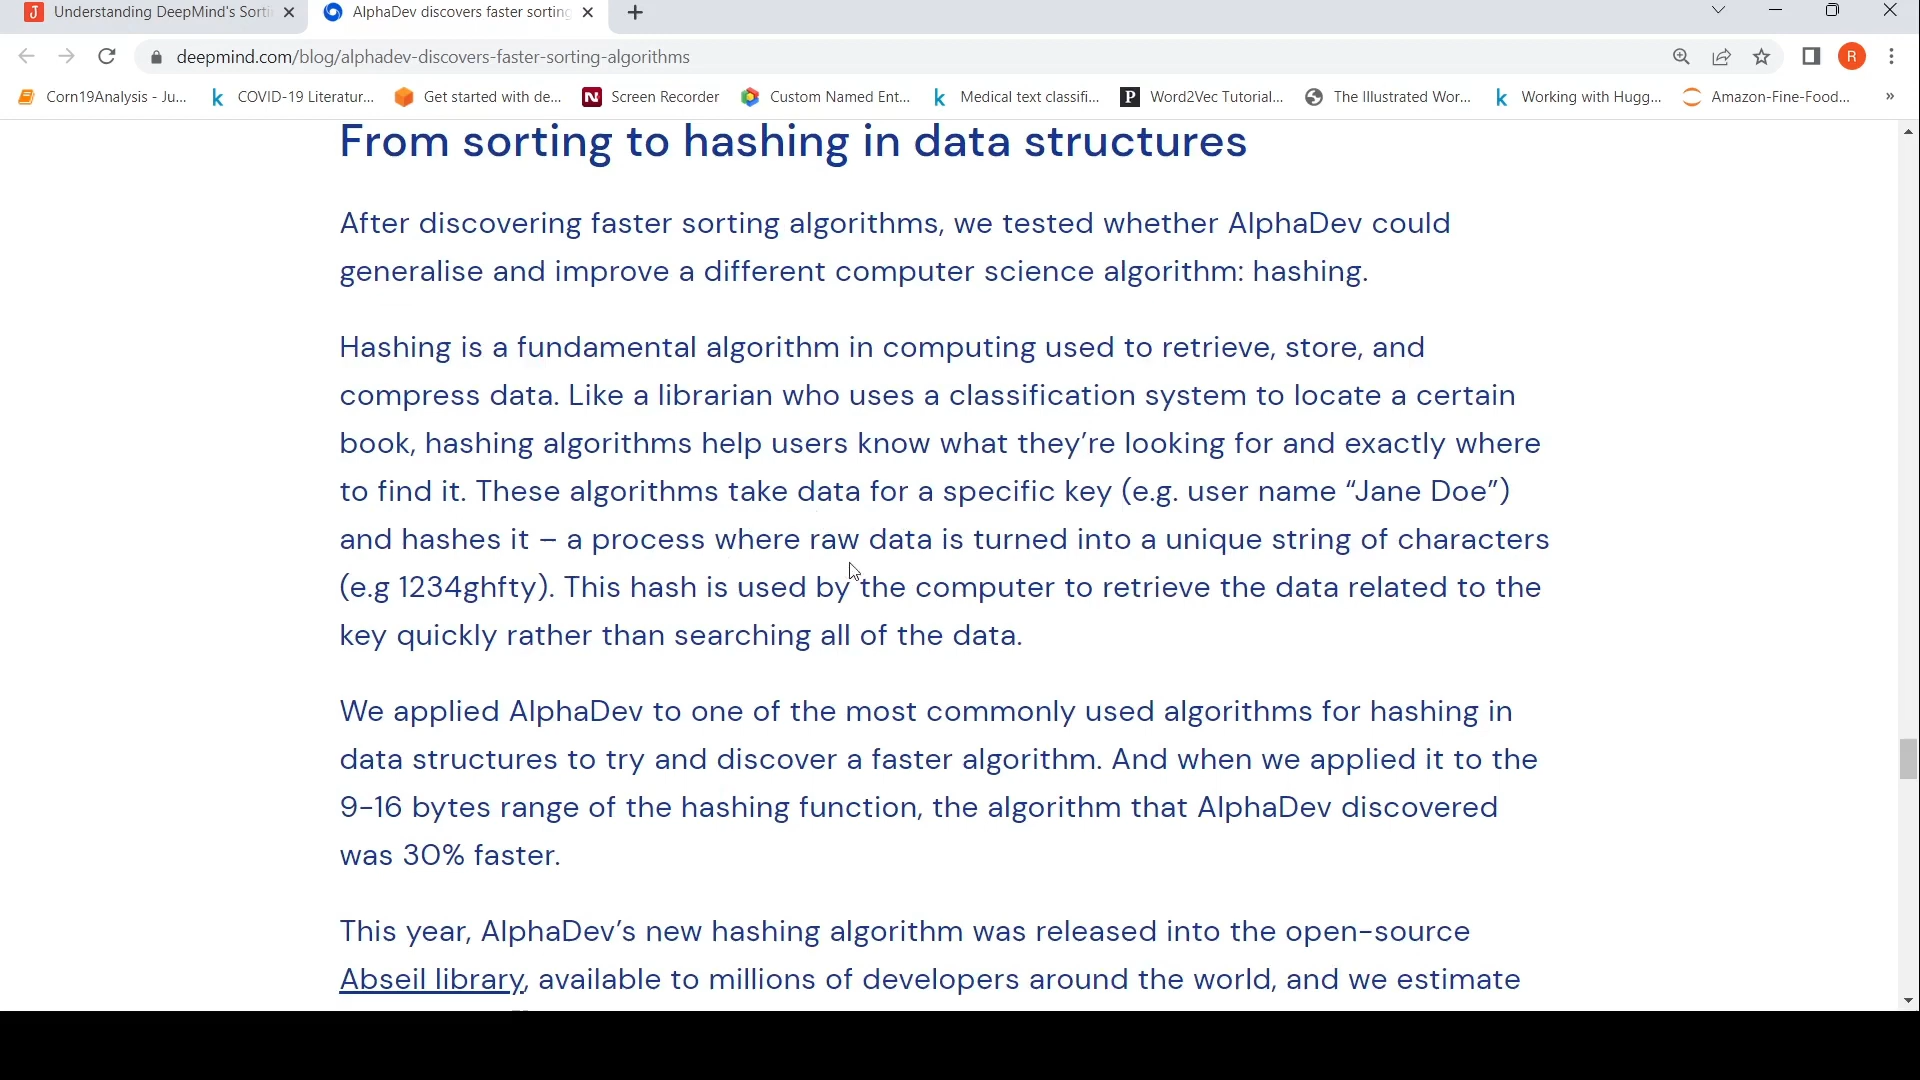 Understanding DeepMind's Sorti
AlphaDev discovers faster sorting
deepmind.com/blog/alphadev-discovers-faster-sorting-algorithms
R
Corn19Analysis - Ju...
COVID-19 Literatur...
Get started with de...
Screen Recorder
Custom Named Ent...
Medical text classifi...
Word2Vec Tutorial...
The Illustrated Wor...
Working with Hugg...
Amazon-Fine-Food...
»
From sorting to hashing in data structures
After discovering faster sorting algorithms, we tested whether AlphaDev could
generalise and improve a different computer science algorithm: hashing.
Hashing is a fundamental algorithm in computing used to retrieve, store, and
compress data. Like a librarian who uses a classification system to locate a certain
book, hashing algorithms help users know what they’re looking for and exactly where
to find it. These algorithms take data for a specific key (e.g. user name “Jane Doe”)
and hashes it – a process where raw data is turned into a unique string of characters
(e.g 1234ghfty). This hash is used by the computer to retrieve the data related to the
key quickly rather than searching all of the data.
We applied AlphaDev to one of the most commonly used algorithms for hashing in
data structures to try and discover a faster algorithm. And when we applied it to the
9-16 bytes range of the hashing function, the algorithm that AlphaDev discovered
was 30% faster.
This year, AlphaDev’s new hashing algorithm was released into the open-source
Abseil library, available to millions of developers around the world, and we estimate